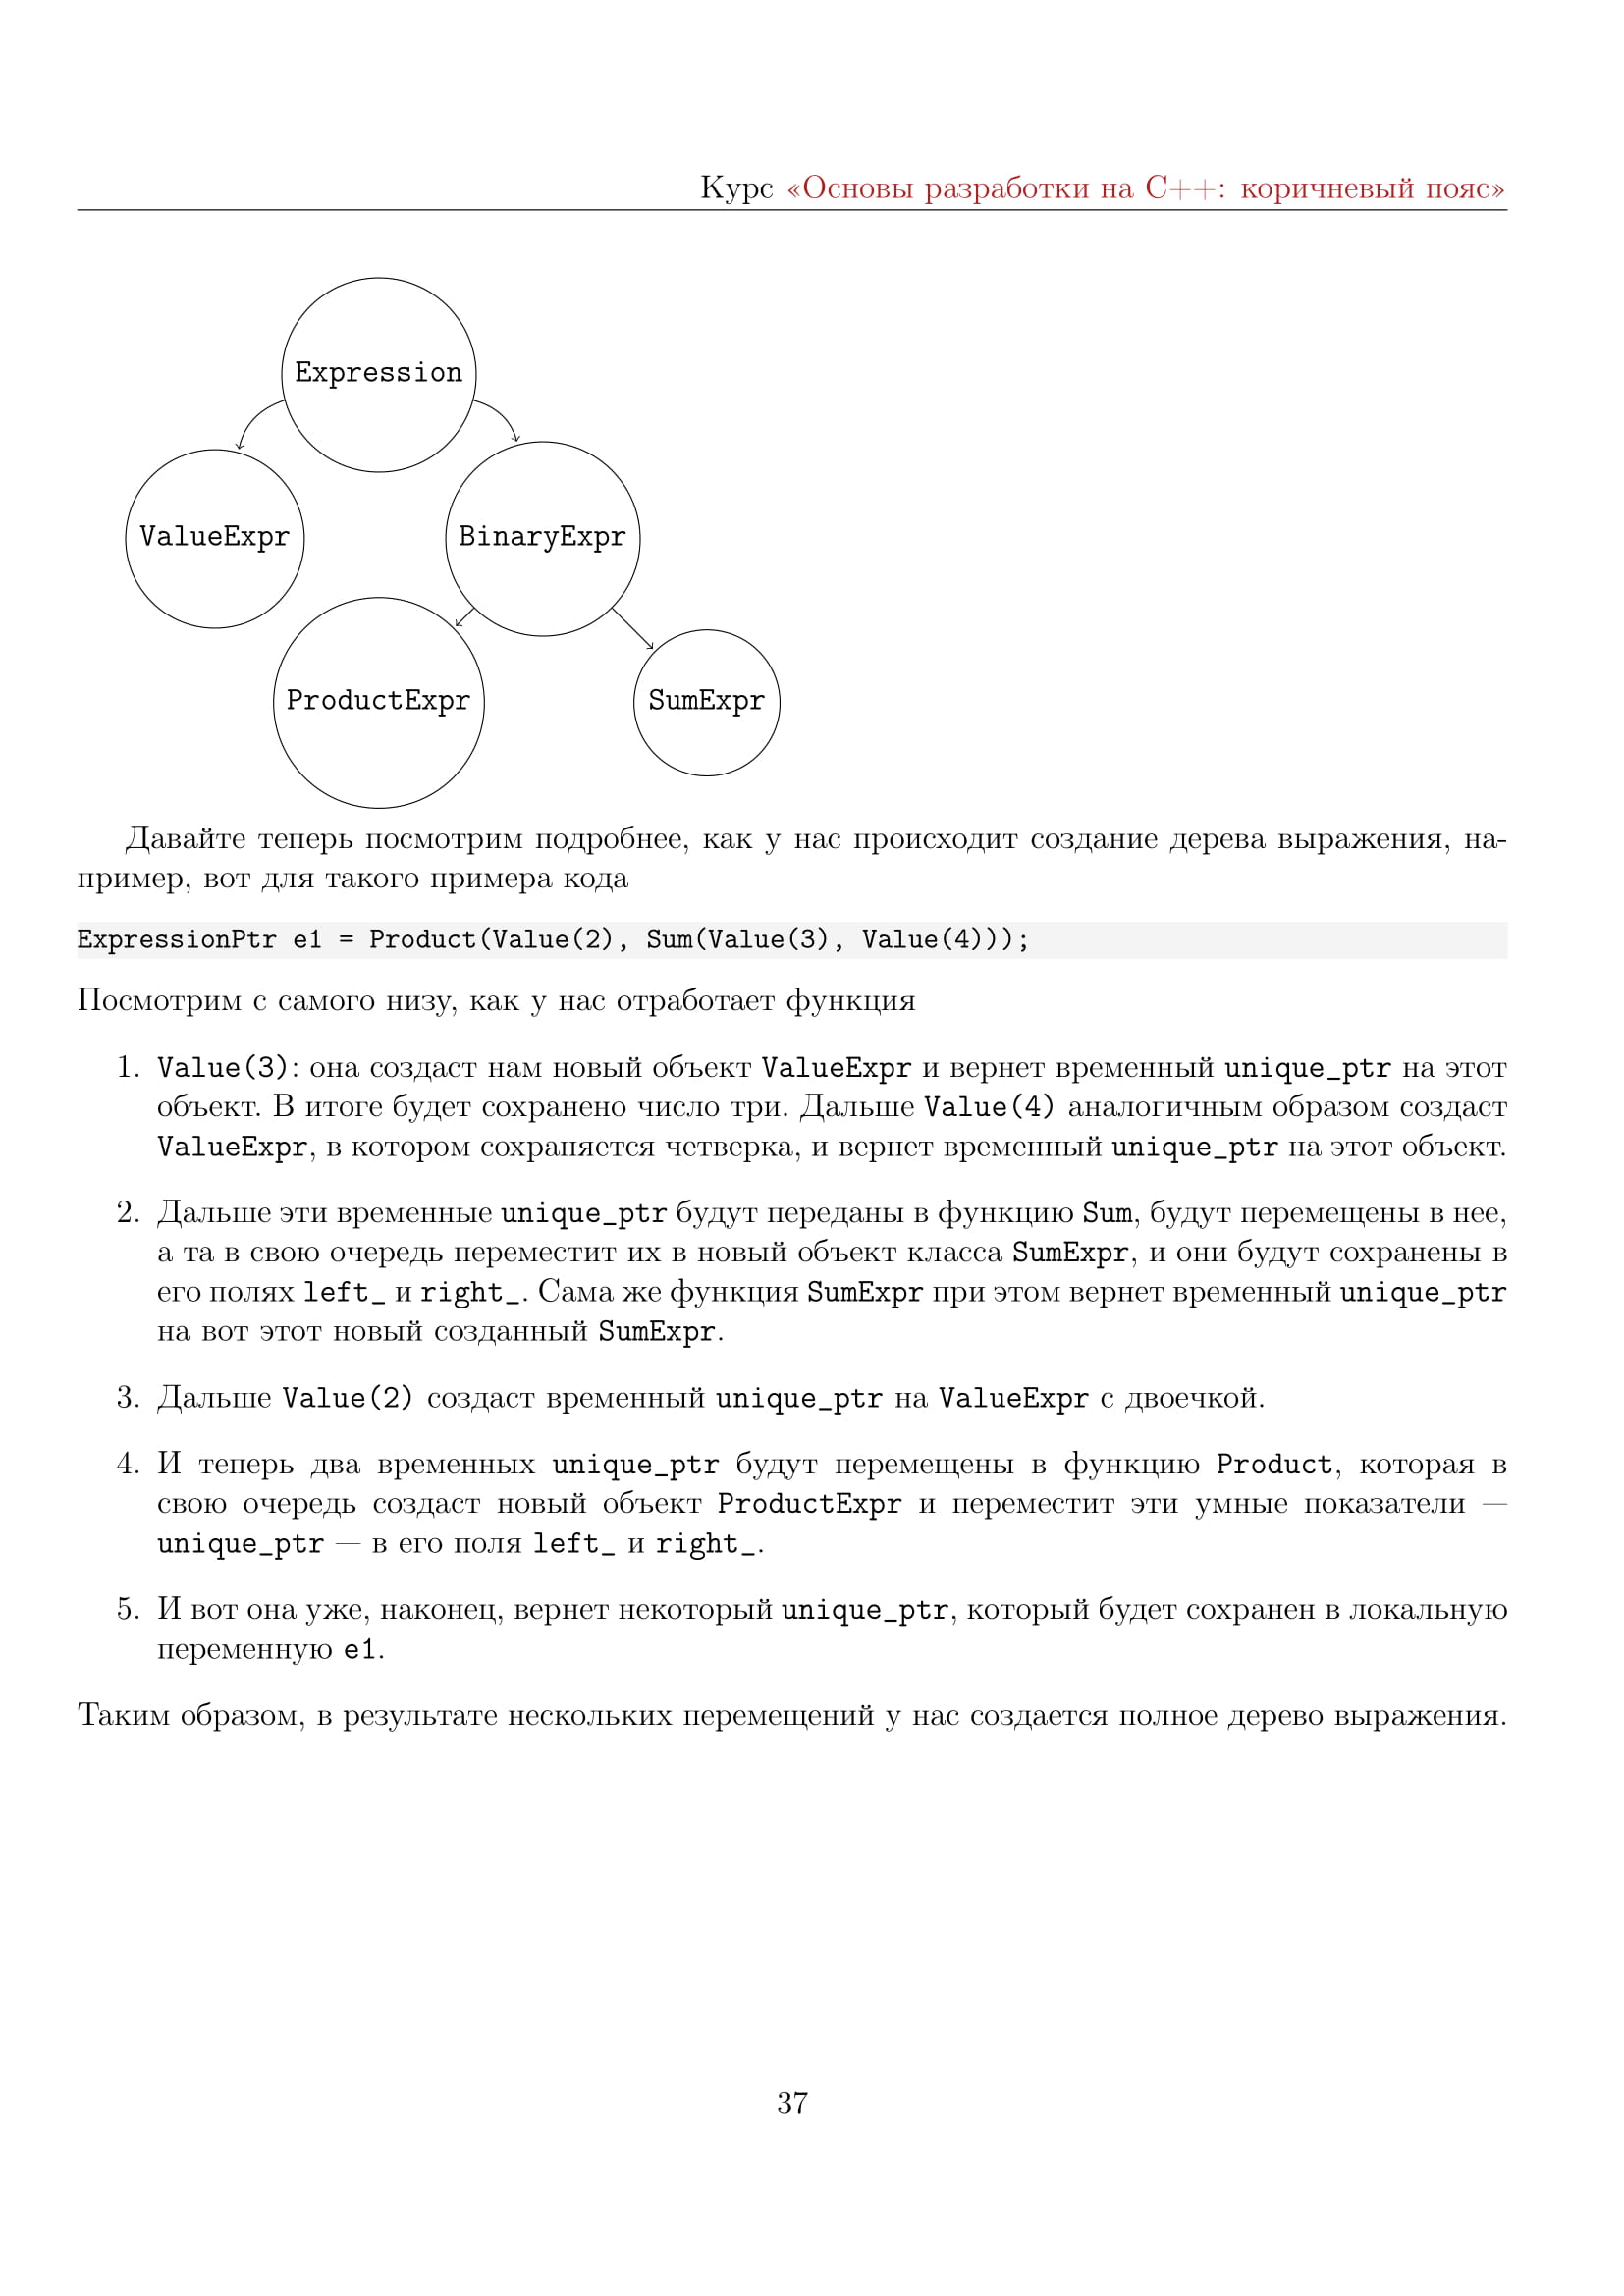 Курс «Основы разработки на C++: коричневый пояс»
Expression
ValueExpr
BinaryExpr
ProductExpr
SumExpr
Давайте теперь посмотрим подробнее, как у нас происходит создание дерева выражения, на-
пример, вот для такого примера кода
ExpressionPtr e1 = Product(Value(2), Sum(Value(3), Value(4)));
Посмотрим с самого низу, как у нас отработает функция
1. Value(3): она создаст нам новый объект ValueExpr и вернет временный unique_ptr на этот
объект. В итоге будет сохранено число три. Дальше Value(4) аналогичным образом создаст
ValueExpr, в котором сохраняется четверка, и вернет временный unique_ptr на этот объект.
2. Дальше эти временные unique_ptr будут переданы в функцию Sum, будут перемещены в нее,
а та в свою очередь переместит их в новый объект класса SumExpr, и они будут сохранены в
его полях left_ и right_. Сама же функция SumExpr при этом вернет временный unique_ptr
на вот этот новый созданный SumExpr.
3. Дальше Value(2) создаст временный unique_ptr на ValueExpr с двоечкой.
4. И теперь два временных unique_ptr будут перемещены в функцию Product, которая в
свою очередь создаст новый объект ProductExpr и переместит эти умные показатели —
unique_ptr — в его поля left_ и right_.
5. И вот она уже, наконец, вернет некоторый unique_ptr, который будет сохранен в локальную
переменную e1.
Таким образом, в результате нескольких перемещений у нас создается полное дерево выражения.
37